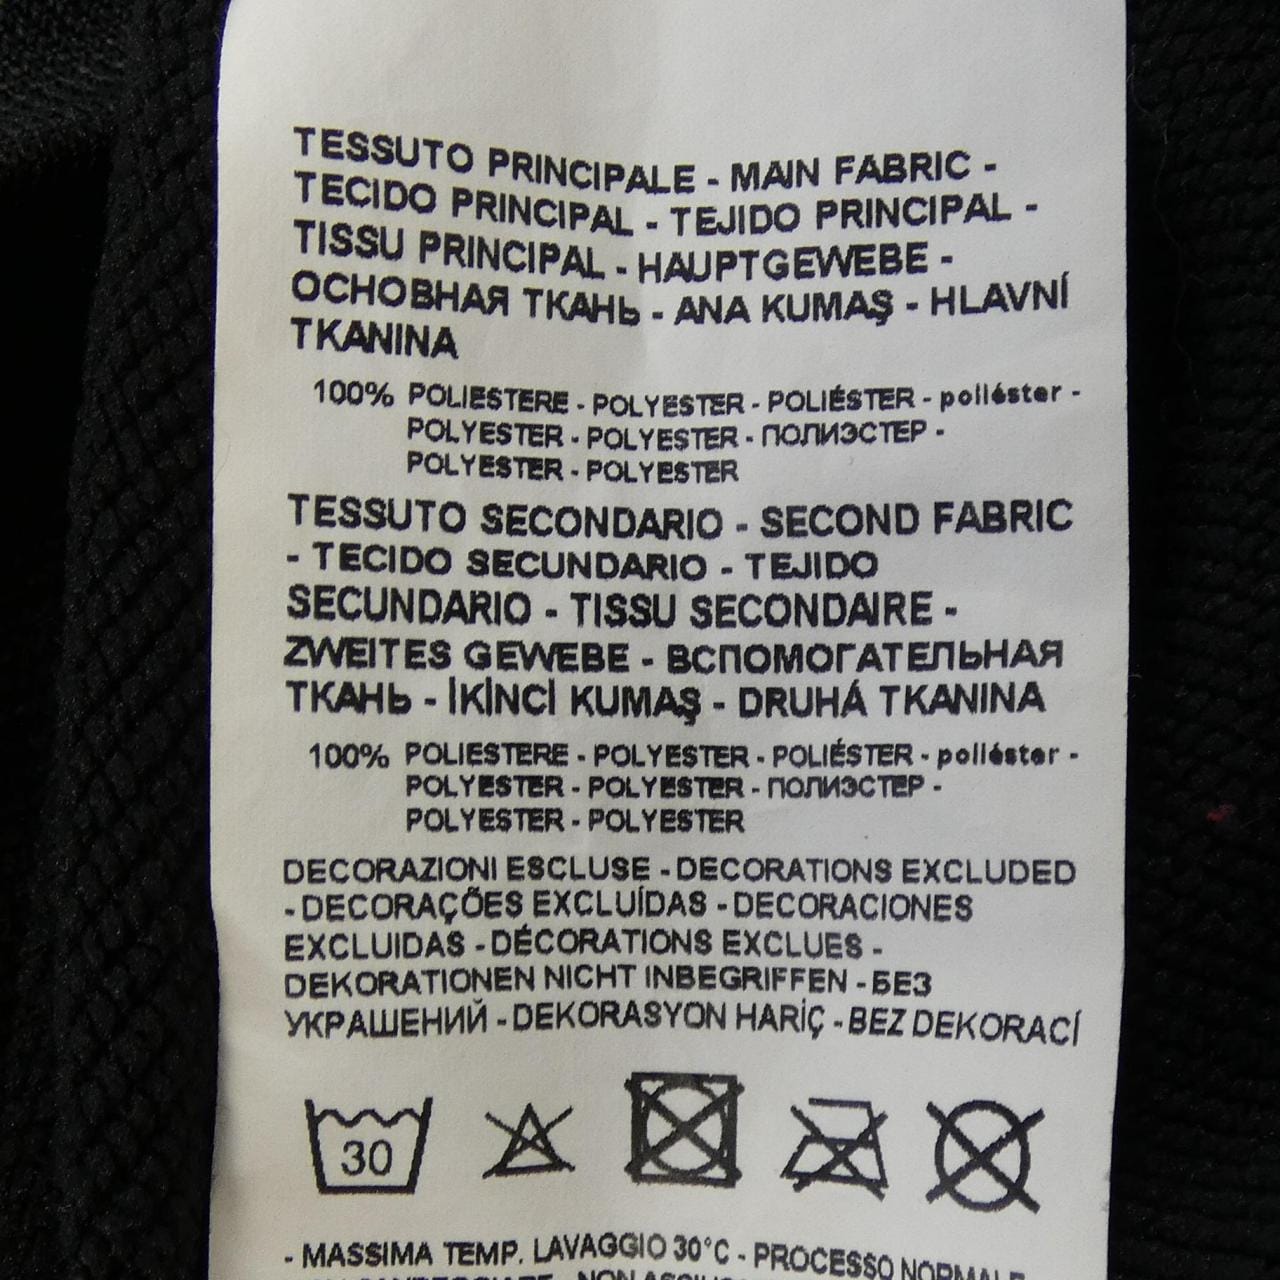 TESSUTO PRINCIPALE - MAIN FABRIC -
TECIDO PRINCIPAL - TEJIDO PRINCIPAL -
TISSU PRINCIPAL - HAUPTGEWEBE -
ОСНОВНАЯ ТКАНЬ - ANA KUMAŞ - HLAVNÍ
TKANINA
100% POLIESTERE - POLYESTER - POLIÉSTER - poliéster -
POLYESTER - POLYESTER - ПОЛИЭСТЕР -
POLYESTER - POLYESTER
TESSUTO SECONDARIO - SECOND FABRIC
- TECIDO SECUNDARIO - TEJIDO
SECUNDARIO - TISSU SECONDAIRE -
ZWEITES GEWEBE - ВСПОМОГАТЕЛЬНАЯ
ТКАНЬ - İKİNCİ KUMAŞ - DRUHÁ TKANINA
100% POLIESTERE - POLYESTER - POLIÉSTER - poliéster -
POLYESTER - POLYESTER - ПОЛИЭСТЕР -
POLYESTER - POLYESTER
DECORAZIONI ESCLUSE - DECORATIONS EXCLUDED
- DECORAÇÕES EXCLUÍDAS - DECORACIONES
EXCLUIDAS - DÉCORATIONS EXCLUES -
DEKORATIONEN NICHT INBEGRIFFEN - БЕЗ
УКРАШЕНИЙ - DEKORASYON HARİÇ - BEZ DEKORACÍ
30
- MASSIMA TEMP. LAVAGGIO 30°C - PROCESSO NORMALE